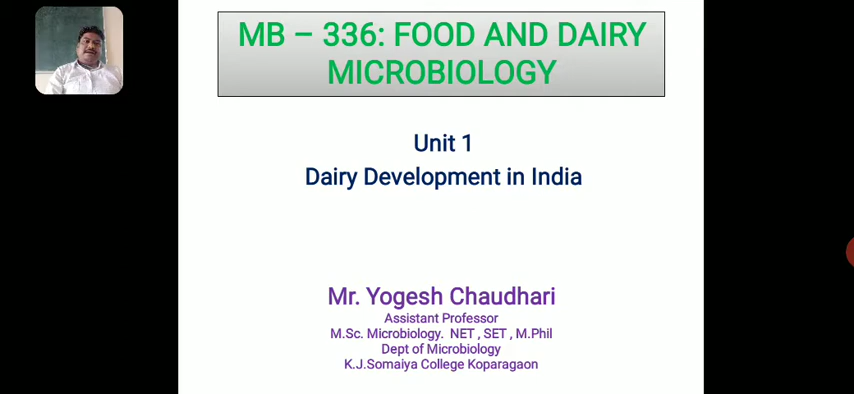 MB – 336: FOOD AND DAIRY
MICROBIOLOGY
Unit 1
Dairy Development in India
Mr. Yogesh Chaudhari
Assistant Professor
M.Sc. Microbiology. NET , SET , M.Phil
Dept of Microbiology
K.J.Somaiya College Koparagaon